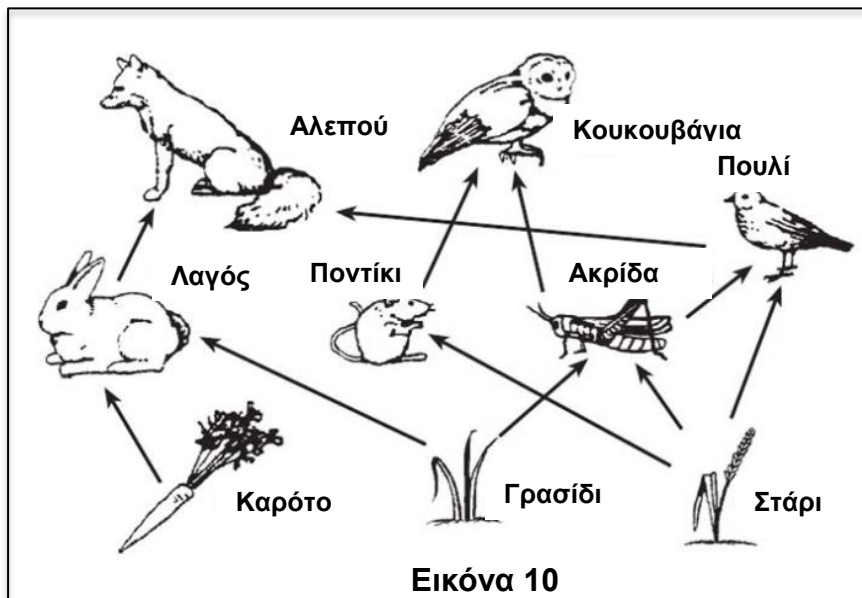 Αλεπού
Κουκουβάγια
Πουλί
Λαγός
Ποντίκι
Ακρίδα
Καρότο
Γρασίδι
Στάρι
Εικόνα 10